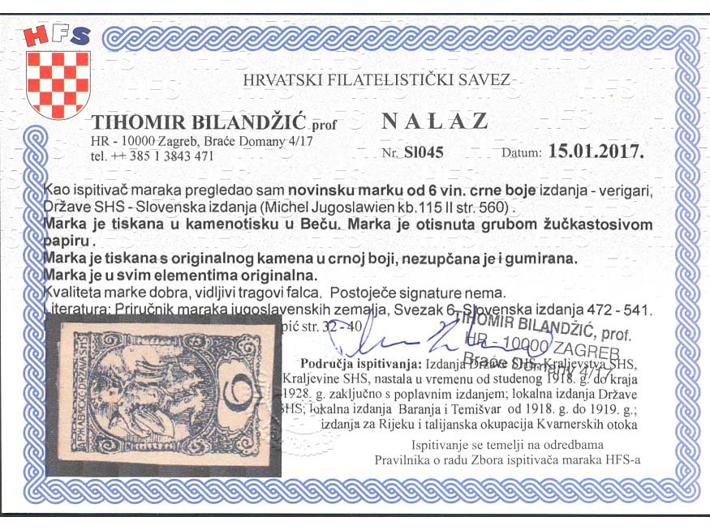 HFS
HRVATSKI FILATELISTIČKI SAVEZ
TIHOMIR BILANDŽIĆ prof
NALAZ
HR - 10000 Zagreb, Braće Domany 4/17
tel. ++ 385 1 3843 471
Nr. Sl045 Datum: 15.01.2017.
Kao ispitivač maraka pregledao sam novinsku marku od 6 vin. crne boje izdanja - verigari,
Države SHS - Slovenska izdanja (Michel Jugoslawien kb.115 II str. 560) .
Marka je tiskana u kamenotisku u Beču. Marka je otisnuta grubom žučkastosivom
papiru .
Marka je tiskana s originalnog kamena u crnoj boji, nezupčana je i gumirana.
Marka je u svim elementima originalna.
Kvaliteta marke dobra, vidljivi tragovi falca. Postojeće signature nema.
Literatura: Priručnik maraka jugoslavenskih zemalja, Svezak 6, Slovenska izdanja 472 - 541.
str. 32-40
TIHOMIR BILANDŽIĆ, prof.
HR - 10000 ZAGREB
Braće Domany 4/17
Područja ispitivanja: Izdanja Države SHS, Kraljevstva SHS,
Kraljevine SHS, nastala u vremenu od studenog 1918. g. do kraja
1928. g. zaključno s poplavnim izdanjem; lokalna izdanja Države
SHS; lokalna izdanja Baranja i Temišvar od 1918. g. do 1919. g.;
izdanja za Rijeku i talijanska okupacija Kvarnerskih otoka
Ispitivanje se temelji na odredbama
Pravilnika o radu Zbora ispitivača maraka HFS-a
6